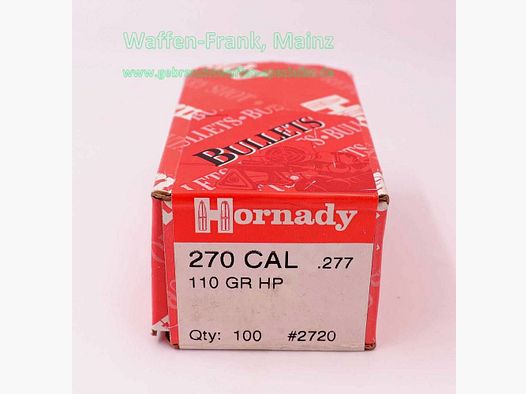 Waffen-Frank, Mainz
BULLETS
Hornady
270 CAL .277
110 GR HP
Qty: 100 #2720